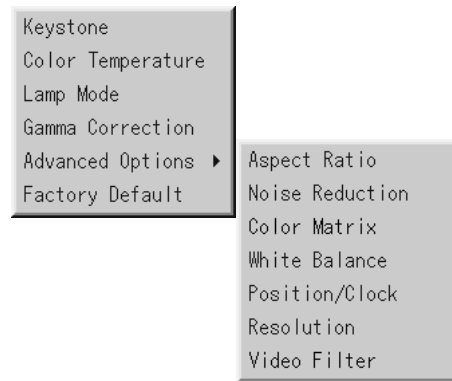 Keystone
Color Temperature
Lamp Mode
Gamma Correction
Advanced Options ▶
Factory Default
Aspect Ratio
Noise Reduction
Color Matrix
White Balance
Position/Clock
Resolution
Video Filter